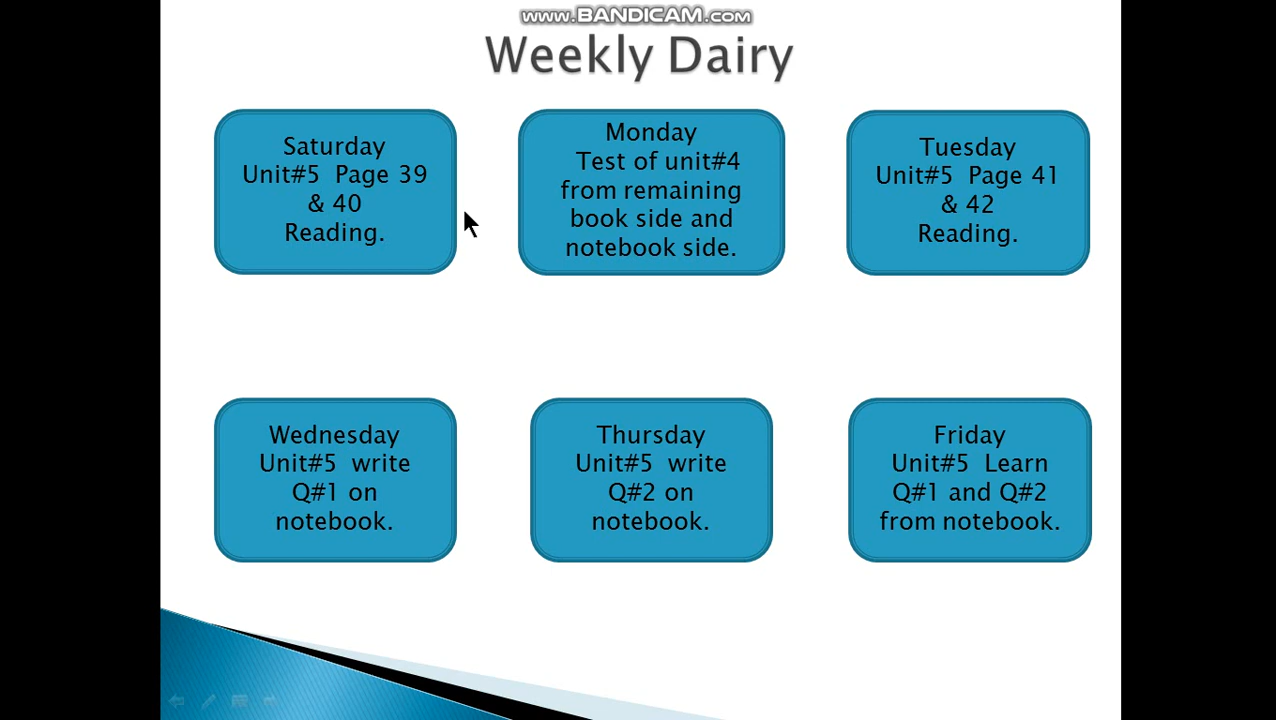 www.BANDICAM.com
Weekly Dairy
Saturday
Unit#5 Page 39
& 40
Reading.
Monday
Test of unit#4
from remaining
book side and
notebook side.
Tuesday
Unit#5 Page 41
& 42
Reading.
Wednesday
Unit#5 write
Q#1 on
notebook.
Thursday
Unit#5 write
Q#2 on
notebook.
Friday
Unit#5 Learn
Q#1 and Q#2
from notebook.